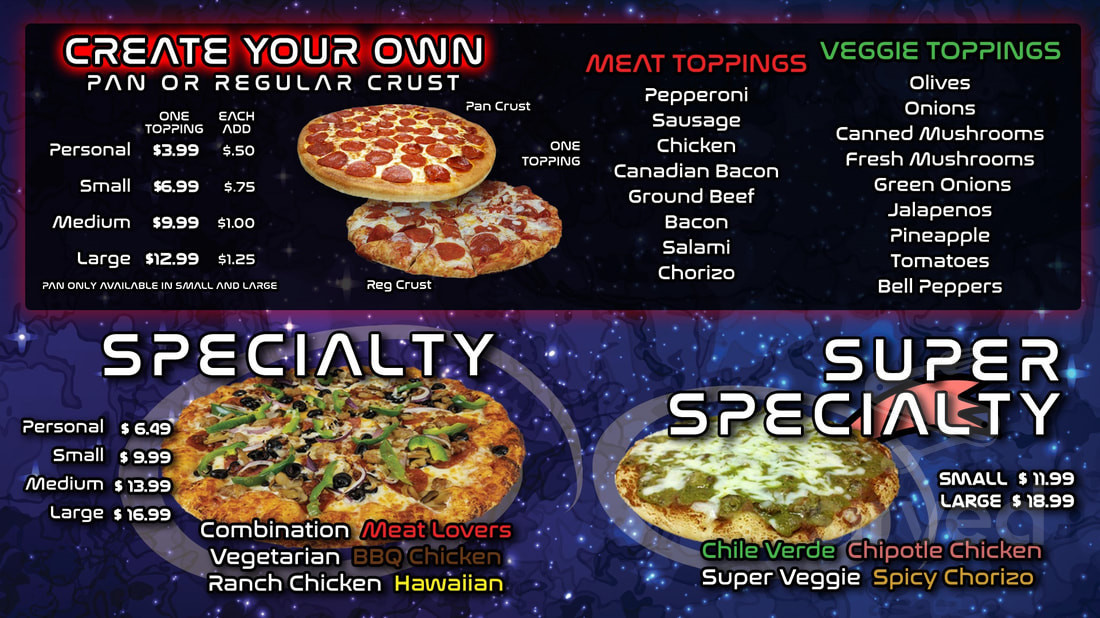 CREATE YOUR OWN
PAN OR REGULAR CRUST
ONE TOPPING EACH ADD
Personal $3.99 $.50
Small $6.99 $.75
Medium $9.99 $1.00
Large $12.99 $1.25
PAN ONLY AVAILABLE IN SMALL AND LARGE
Pan Crust
ONE
TOPPING
Reg Crust
MEAT TOPPINGS
Pepperoni
Sausage
Chicken
Canadian Bacon
Ground Beef
Bacon
Salami
Chorizo
VEGGIE TOPPINGS
Olives
Onions
Canned Mushrooms
Fresh Mushrooms
Green Onions
Jalapenos
Pineapple
Tomatoes
Bell Peppers
SPECIALTY
Personal $ 6.49
Small $ 9.99
Medium $ 13.99
Large $ 16.99
Combination Meat Lovers
Vegetarian BBQ Chicken
Ranch Chicken Hawaiian
SUPER
SPECIALTY
SMALL $ 11.99
LARGE $ 18.99
Chile Verde Chipotle Chicken
Super Veggie Spicy Chorizo